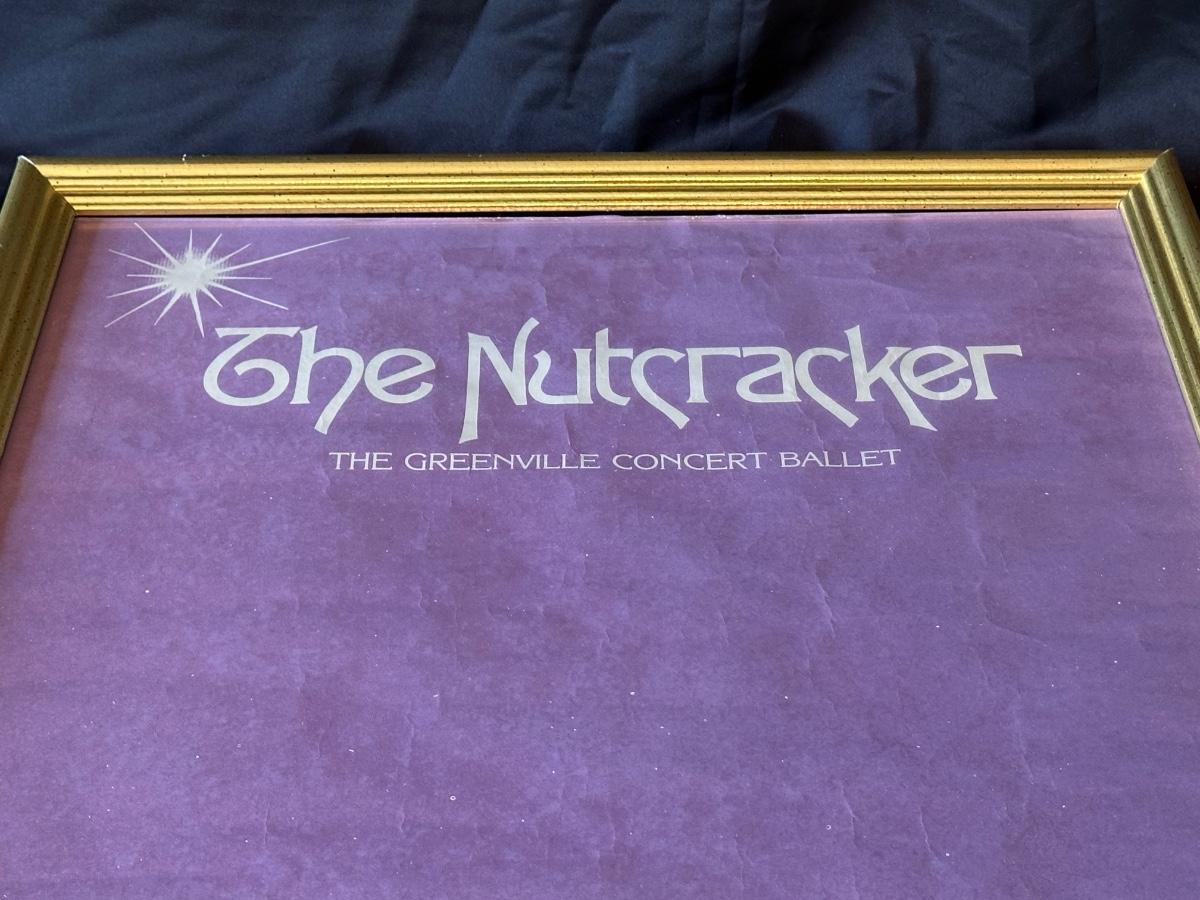 The Nutcracker
THE GREENVILLE CONCERT BALLET